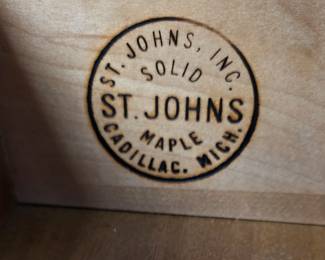 ST. JOHNS, INC.
SOLID
ST. JOHNS
MAPLE
CADILLAC. MICH.